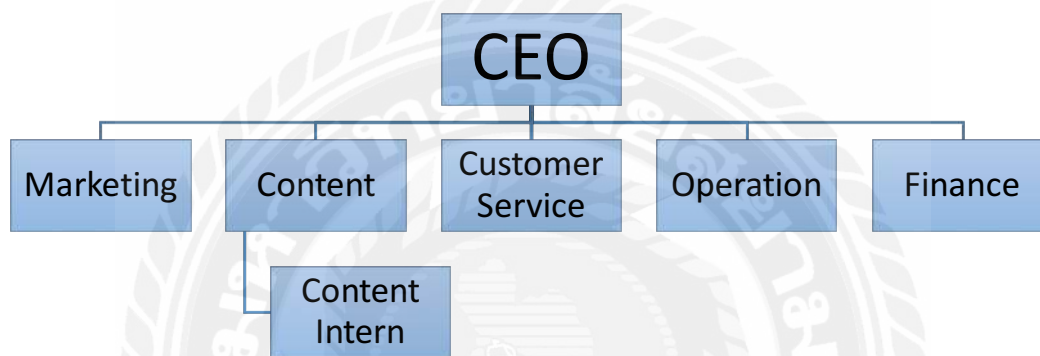 CEO
Marketing
Content
Customer
Service
Operation
Finance
Content
Intern